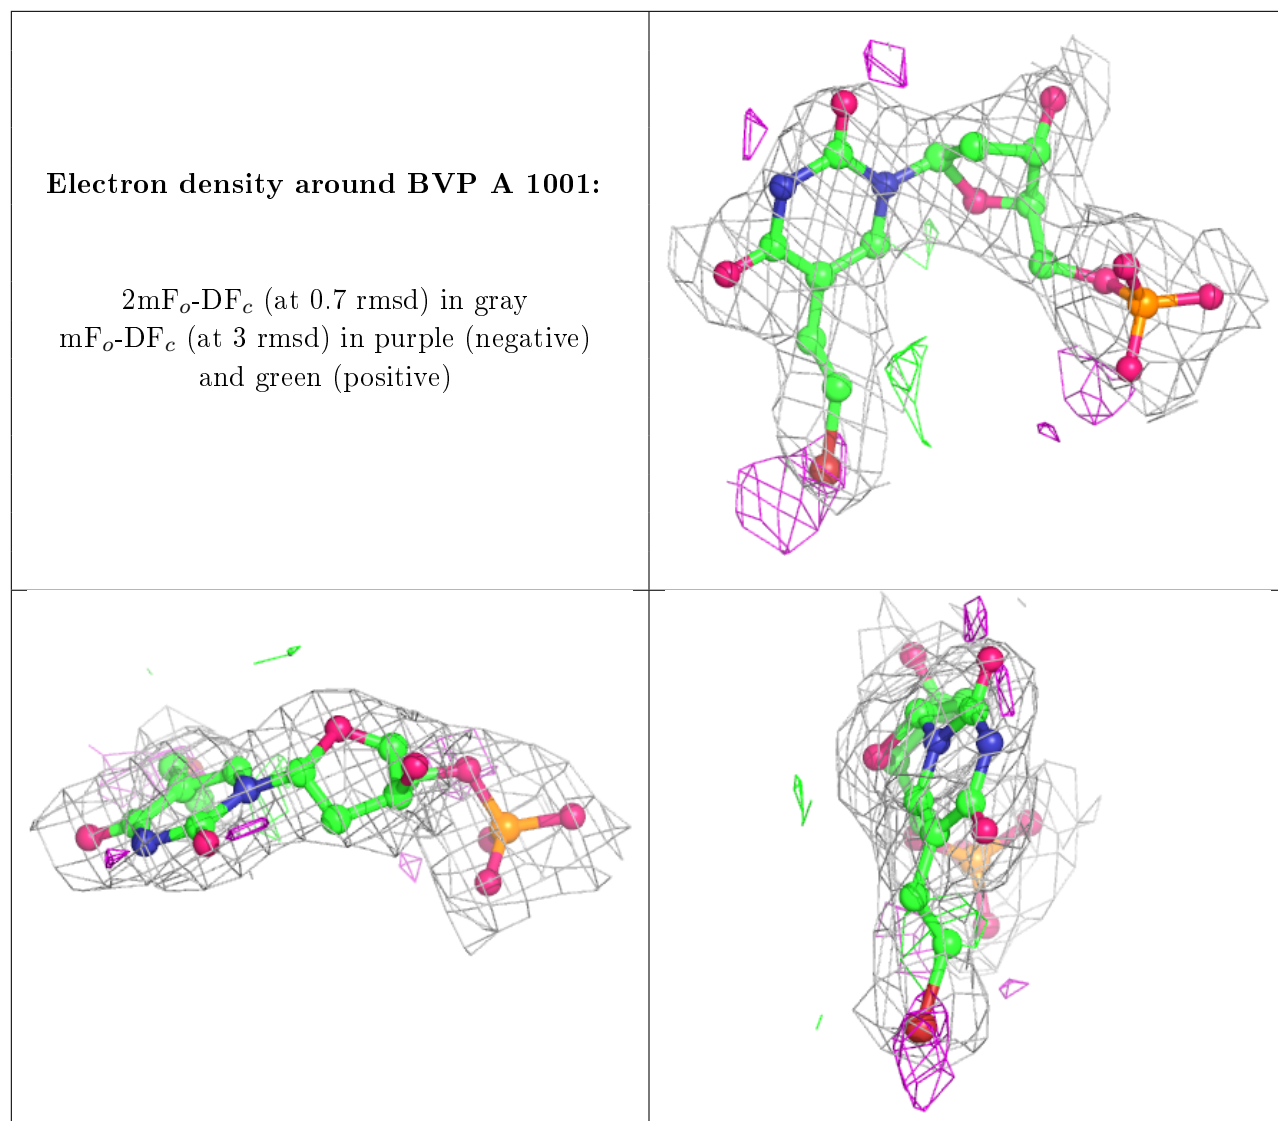 Electron density around BVP A 1001:
2mFo-DFc (at 0.7 rmsd) in gray
mFo-DFc (at 3 rmsd) in purple (negative)
and green (positive)